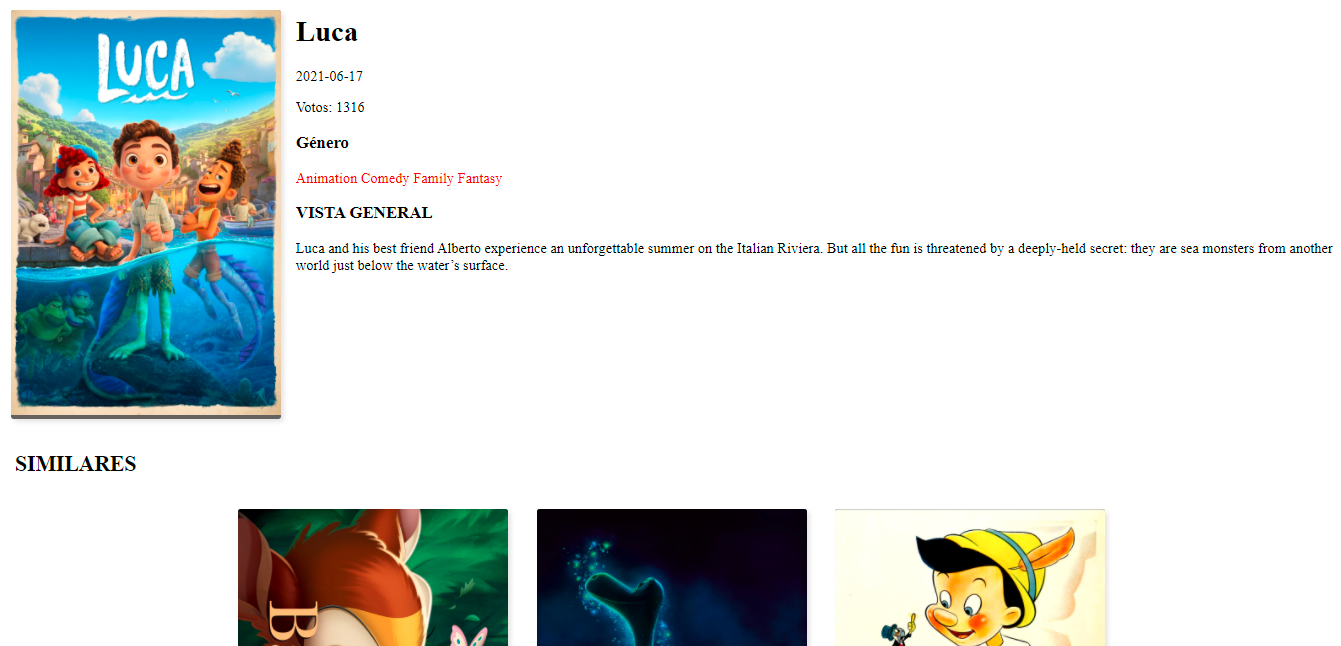 LUCA
Luca
2021-06-17
Votos: 1316
Género
Animation Comedy Family Fantasy
VISTA GENERAL
Luca and his best friend Alberto experience an unforgettable summer on the Italian Riviera. But all the fun is threatened by a deeply-held secret: they are sea monsters from another
world just below the water’s surface.
SIMILARES
B